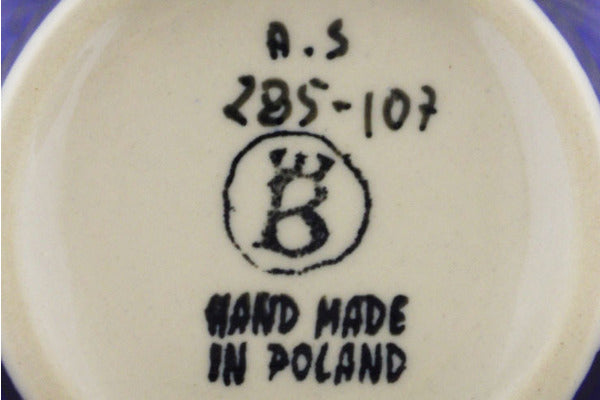 A.S
285-107
B
HAND MADE
IN POLAND